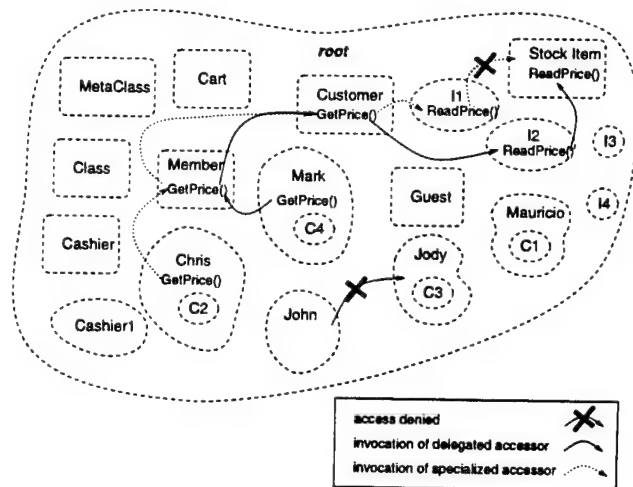 root
MetaClass
Cart
Customer
GetPrice()
I1
ReadPrice()
Stock Item
ReadPrice()
I2
ReadPrice()
I3
Class
Member
GetPrice()
Mark
GetPrice()
C4
Guest
I4
Mauricio
C1
Cashier
Chris
GetPrice()
C2
Jody
C3
Cashier1
John
access denied
invocation of delegated accessor
invocation of specialized accessor